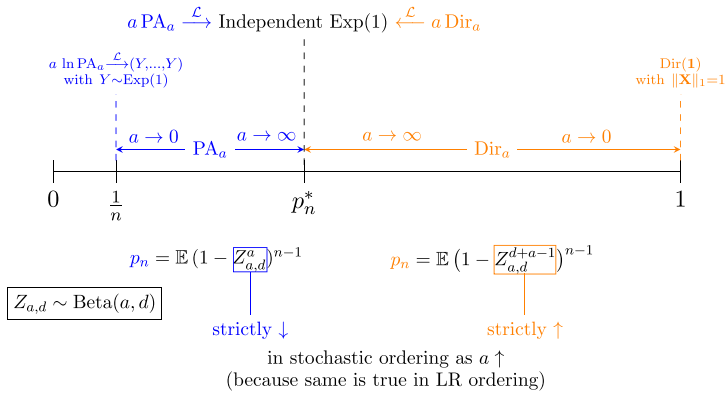 a PA_a →^ℒ Independent Exp(1) ←^ℒ a Dir_a
a ln PA_a →^ℒ (Y,...,Y)
with Y∼Exp(1)
Dir(1)
with ‖X‖_1=1
a → 0 PA_a a → ∞ a → ∞ Dir_a a → 0
0 1/n p_n^* 1
p_n = 𝔼 (1 − Z_{a,d}^a)^{n−1} p_n = 𝔼 (1 − Z_{a,d}^{d+a−1})^{n−1}
Z_{a,d} ∼ Beta(a, d)
strictly ↓ strictly ↑
in stochastic ordering as a ↑
(because same is true in LR ordering)